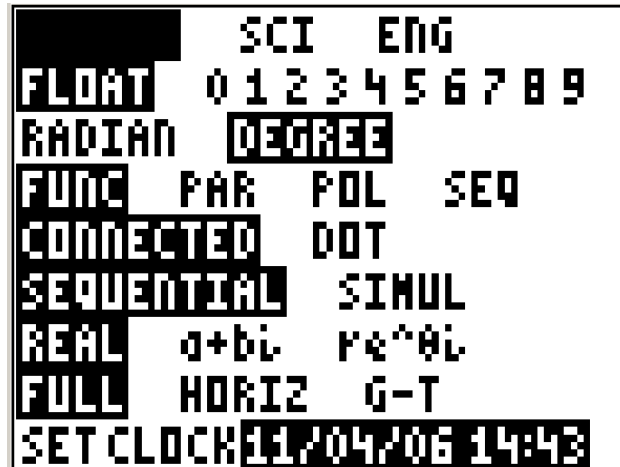 SCI ENG
FLOAT 0 1 2 3 4 5 6 7 8 9
RADIAN DEGREE
FUNC PAR POL SEQ
CONNECTED DOT
SEQUENTIAL SIMUL
REAL a+bi re^θi
FULL HORIZ G-T
SET CLOCK 11/04/06 14:43